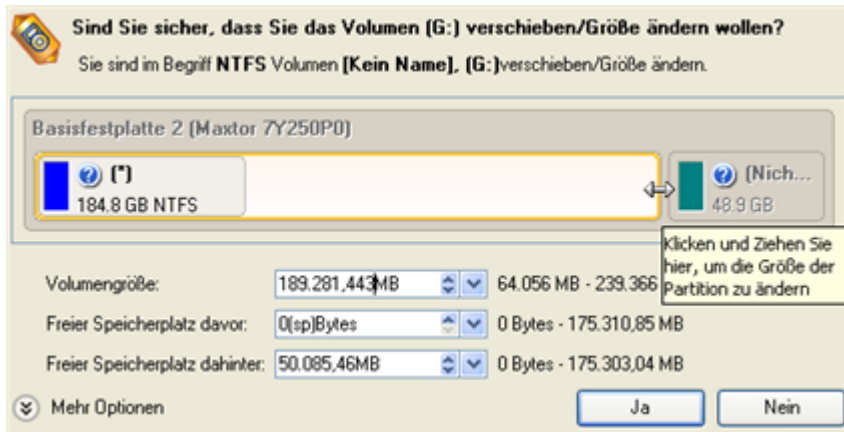 Sind Sie sicher, dass Sie das Volumen (G:) verschieben/Größe ändern wollen?
Sie sind im Begriff NTFS Volumen [Kein Name], (G:)verschieben/Größe ändern.
Basisfestplatte 2 (Maxtor 7Y250P0)
(*)
184.8 GB NTFS
(Nich...
48.9 GB
Klicken und Ziehen Sie
hier, um die Größe der
Partition zu ändern
Volumengröße: 189.281,443MB 64.056 MB - 239.366
Freier Speicherplatz davor: 0(sp)Bytes 0 Bytes - 175.310,85 MB
Freier Speicherplatz dahinter: 50.085,46MB 0 Bytes - 175.303,04 MB
Mehr Optionen
Ja
Nein